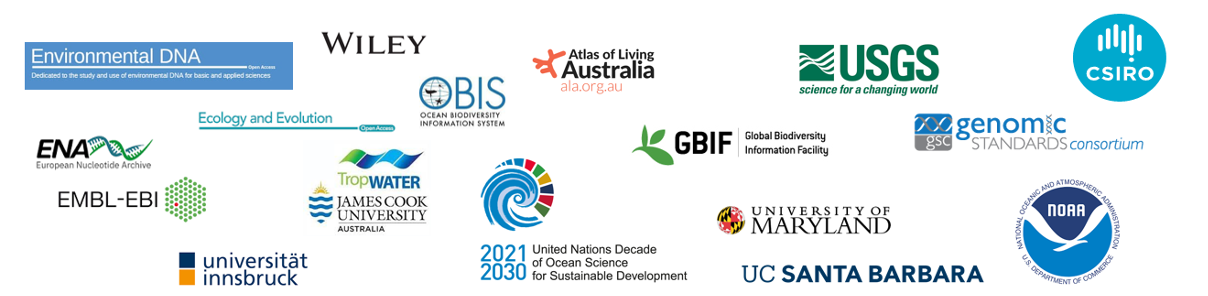 Environmental DNA
Open Access
Dedicated to the study and use of environmental DNA for basic and applied sciences
WILEY
OBIS
OCEAN BIODIVERSITY
INFORMATION SYSTEM
Atlas of Living
Australia
ala.org.au
USGS
science for a changing world
CSIRO
Ecology and Evolution
Open Access
ENA
European Nucleotide Archive
GBIF
Global Biodiversity
Information Facility
gsc
genomic
STANDARDS consortium
EMBL-EBI
TropWATER
JAMES COOK
UNIVERSITY
AUSTRALIA
UNIVERSITY OF
MARYLAND
NATIONAL OCEANIC AND ATMOSPHERIC ADMINISTRATION
NOAA
U.S. DEPARTMENT OF COMMERCE
universität
innsbruck
2021
2030
United Nations Decade
of Ocean Science
for Sustainable Development
UC SANTA BARBARA